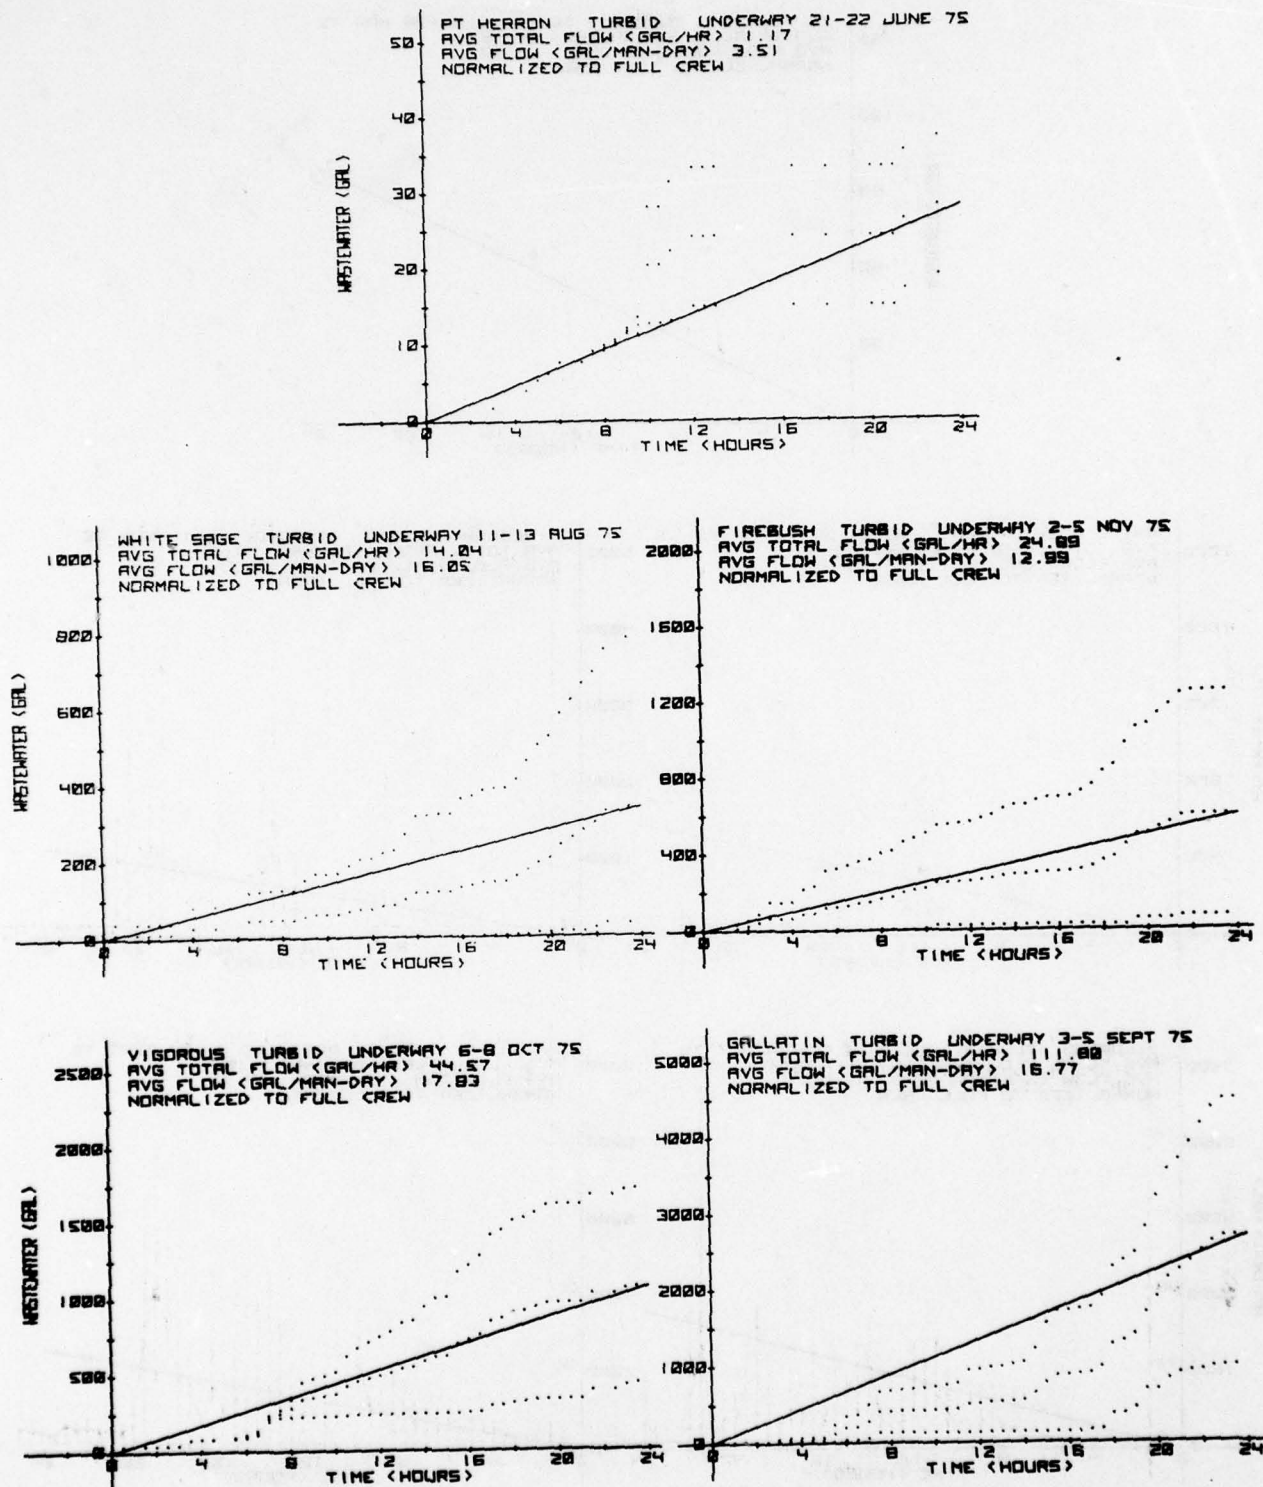 PT HERRON TURBID UNDERWAY 21-22 JUNE 75
AVG TOTAL FLOW <GAL/HR> 1.17
AVG FLOW <GAL/MAN-DAY> 3.51
NORMALIZED TO FULL CREW
50
40
30
20
10
0
WASTEWATER <GAL>
0 4 8 12 16 20 24
TIME <HOURS>
WHITE SAGE TURBID UNDERWAY 11-13 AUG 75
AVG TOTAL FLOW <GAL/HR> 14.04
AVG FLOW <GAL/MAN-DAY> 16.05
NORMALIZED TO FULL CREW
1000
800
600
400
200
0
WASTEWATER <GAL>
0 4 8 12 16 20 24
TIME <HOURS>
FIREBUSH TURBID UNDERWAY 2-5 NOV 75
AVG TOTAL FLOW <GAL/HR> 24.89
AVG FLOW <GAL/MAN-DAY> 12.99
NORMALIZED TO FULL CREW
2000
1600
1200
800
400
0
0 4 8 12 16 20 24
TIME <HOURS>
VIGOROUS TURBID UNDERWAY 6-8 OCT 75
AVG TOTAL FLOW <GAL/HR> 44.57
AVG FLOW <GAL/MAN-DAY> 17.83
NORMALIZED TO FULL CREW
2500
2000
1500
1000
500
0
WASTEWATER <GAL>
0 4 8 12 16 20 24
TIME <HOURS>
GALLATIN TURBID UNDERWAY 3-5 SEPT 75
AVG TOTAL FLOW <GAL/HR> 111.80
AVG FLOW <GAL/MAN-DAY> 16.77
NORMALIZED TO FULL CREW
5000
4000
3000
2000
1000
0
0 4 8 12 16 20 24
TIME <HOURS>